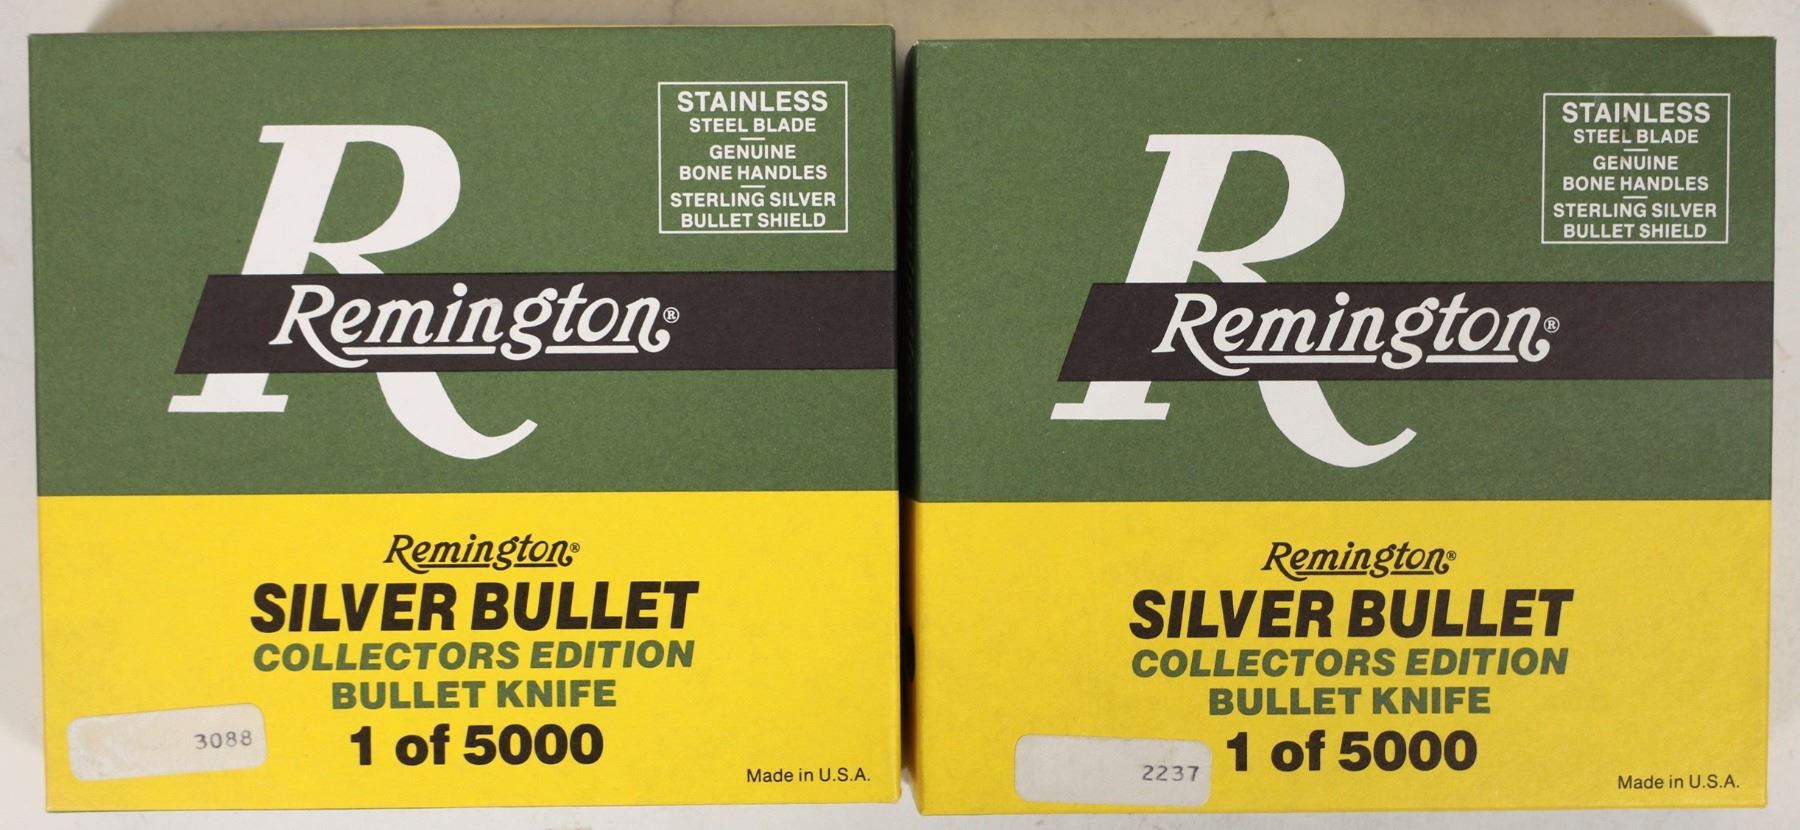 STAINLESS
STEEL BLADE
GENUINE
BONE HANDLES
STERLING SILVER
BULLET SHIELD
R
Remington®
Remington®
SILVER BULLET
COLLECTORS EDITION
BULLET KNIFE
1 of 5000
3088
Made in U.S.A.
STAINLESS
STEEL BLADE
GENUINE
BONE HANDLES
STERLING SILVER
BULLET SHIELD
R
Remington®
Remington®
SILVER BULLET
COLLECTORS EDITION
BULLET KNIFE
1 of 5000
2237
Made in U.S.A.